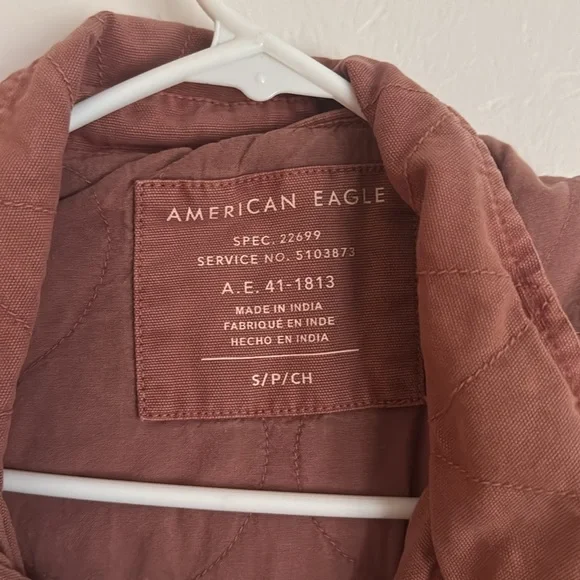 AMERICAN EAGLE
SPEC. 22699
SERVICE NO. 5103873
A.E. 41-1813
MADE IN INDIA
FABRIQUÉ EN INDE
HECHO EN INDIA
S/P/CH